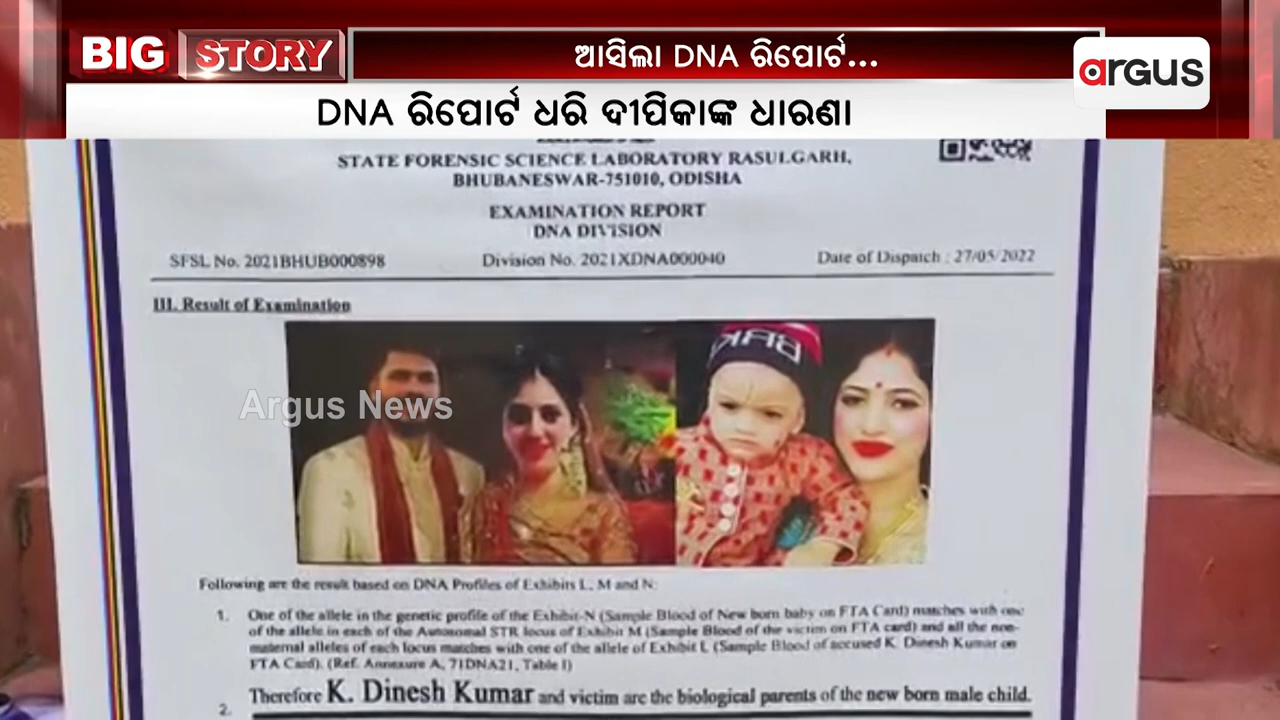 BIG STORY
ଆସିଲା DNA ରିପୋର୍ଟ...
argus
DNA ରିପୋର୍ଟ ଧରି ଦୀପିକାଙ୍କ ଧାରଣା
STATE FORENSIC SCIENCE LABORATORY RASULGARH,
BHUBANESWAR-751010, ODISHA
EXAMINATION REPORT
DNA DIVISION
SFSL No. 2021BHUB000898 Division No. 2021XDNA000040 Date of Dispatch : 27/05/2022
III. Result of Examination
Argus News
Following are the result based on DNA Profiles of Exhibits L, M and N:
1. One of the allele in the genetic profile of the Exhibit-N (Sample Blood of New born baby on FTA Card) matches with one
of the allele in each of the Autosomal STR locus of Exhibit M (Sample Blood of the victim on FTA card) and all the non-
maternal alleles of each locus matches with one of the allele of Exhibit L (Sample Blood of accused K. Dinesh Kumar on
FTA Card). (Ref. Annexure A, 71DNA21, Table I)
2. Therefore K. Dinesh Kumar and victim are the biological parents of the new born male child.